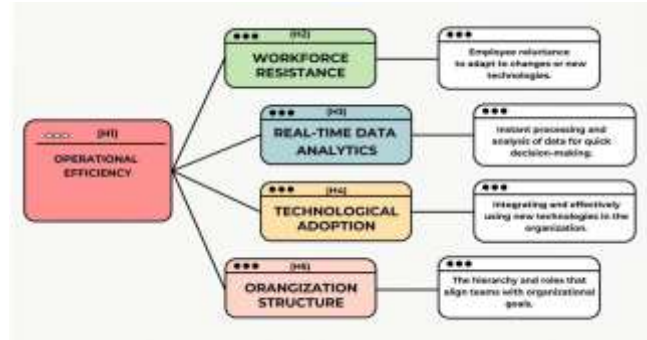 (H1)
OPERATIONAL
EFFICIENCY
(H2)
WORKFORCE
RESISTANCE
Employee reluctance
to adapt to changes or new
technologies.
(H3)
REAL-TIME DATA
ANALYTICS
Instant processing and
analysis of data for quick
decision-making.
(H4)
TECHNOLOGICAL
ADOPTION
Integrating and effectively
using new technologies in the
organization.
(H5)
ORANGIZATION
STRUCTURE
The hierarchy and roles that
align teams with organizational
goals.